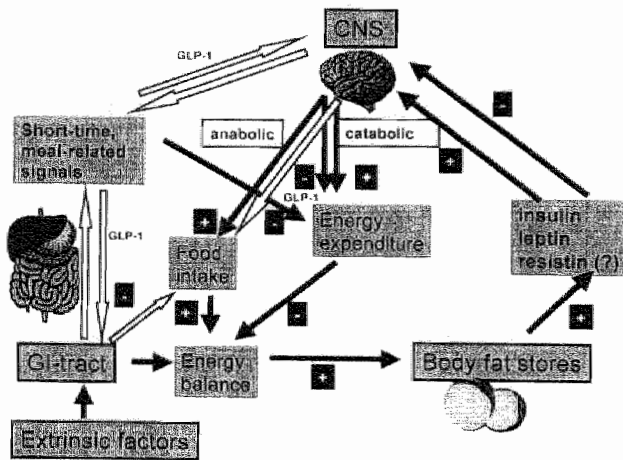 CNS
GLP-1
Short-time,
meal-related
signals
anabolic
catabolic
-
+
-
+
GLP-1
+
-
GLP-1
Food
intake
Energy
expenditure
insulin
leptin
resistin (?)
-
+
-
+
GI-tract
Energy
balance
+
Body fat stores
Extrinsic factors